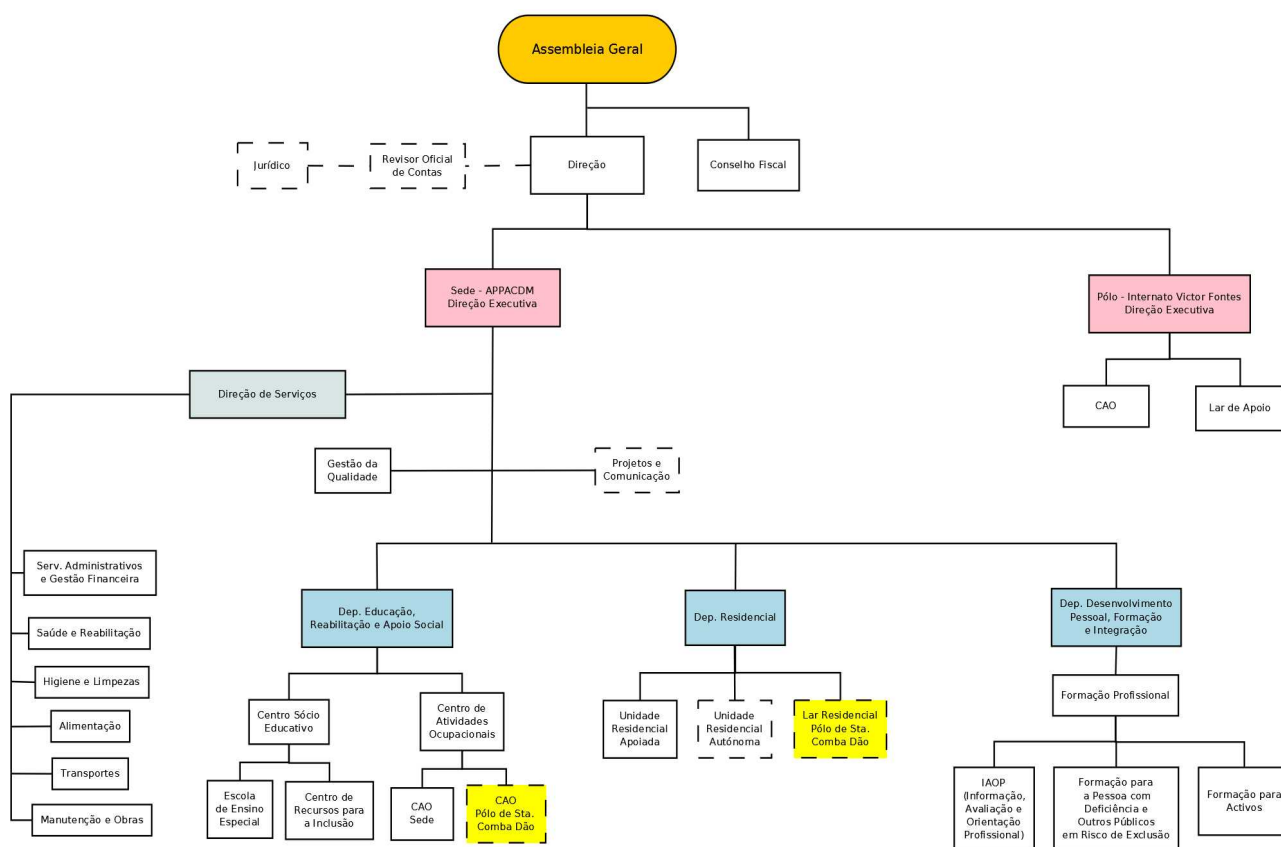 Assembleia Geral
Jurídico
Revisor Oficial
de Contas
Direção
Conselho Fiscal
Sede - APPACDM
Direção Executiva
Pólo - Internato Victor Fontes
Direção Executiva
Direção de Serviços
CAO
Lar de Apoio
Gestão da
Qualidade
Projetos e
Comunicação
Serv. Administrativos
e Gestão Financeira
Saúde e Reabilitação
Higiene e Limpezas
Alimentação
Transportes
Manutenção e Obras
Dep. Educação,
Reabilitação e Apoio Social
Dep. Residencial
Dep. Desenvolvimento
Pessoal, Formação
e Integração
Centro Sócio
Educativo
Centro de
Atividades
Ocupacionais
Unidade
Residencial
Apoiada
Unidade
Residencial
Autónoma
Lar Residencial
Pólo de Sta.
Comba Dão
Formação Profissional
Escola
de Ensino
Especial
Centro de
Recursos para
a Inclusão
CAO
Sede
CAO
Pólo de Sta.
Comba Dão
IAOP
(Informação,
Avaliação e
Orientação
Profissional)
Formação para
a Pessoa com
Deficiência e
Outros Públicos
em Risco de Exclusão
Formação para
Activos